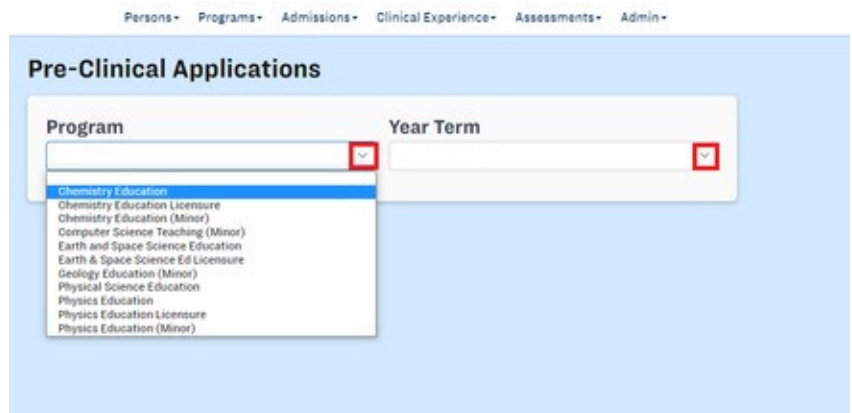 Persons Programs Admissions Clinical Experience Assessments Admin
Pre-Clinical Applications
Program Year Term
Chemistry Education
Chemistry Education Licensure
Chemistry Education (Minor)
Computer Science Teaching (Minor)
Earth and Space Science Education
Earth & Space Science Ed Licensure
Geology Education (Minor)
Physical Science Education
Physics Education
Physics Education Licensure
Physics Education (Minor)